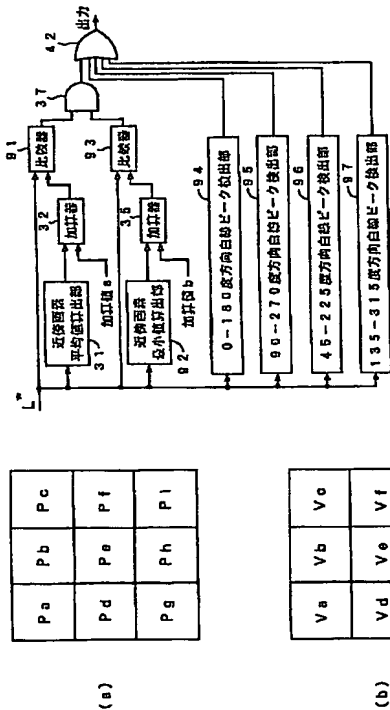 (a)
Pa Pb Pc
Pd Pe Pf
Pg Ph Pi
(b)
Va Vb Vc
Vd Ve Vf
L*
近傍画素
平均値算出部
31
加算値a
加算器
32
比較器
91
近傍画素
最小値算出部
92
加算値b
加算器
35
比較器
93
37
42
出力
0-180度方向白線ピーク検出部
94
90-270度方向白線ピーク検出部
95
45-225度方向白線ピーク検出部
96
135-315度方向白線ピーク検出部
97